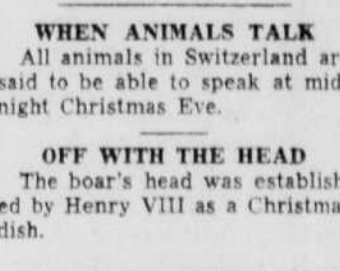 WHEN ANIMALS TALK
All animals in Switzerland ar
said to be able to speak at mid
night Christmas Eve.
OFF WITH THE HEAD
The boar's head was establish
ed by Henry VIII as a Christma
dish.